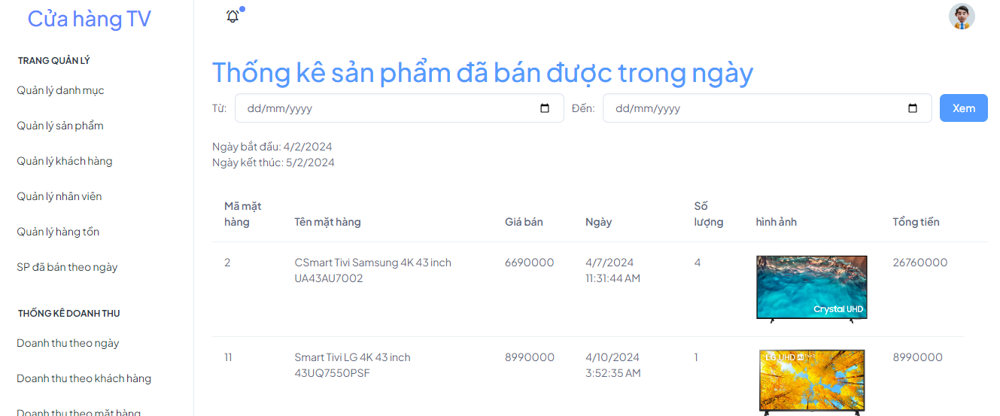 Cửa hàng TV
TRANG QUẢN LÝ
Quản lý danh mục
Quản lý sản phẩm
Quản lý khách hàng
Quản lý nhân viên
Quản lý hàng tồn
SP đã bán theo ngày
THỐNG KÊ DOANH THU
Doanh thu theo ngày
Doanh thu theo khách hàng
Doanh thu theo mặt hàng
Thống kê sản phẩm đã bán được trong ngày
Từ: dd/mm/yyyy Đến: dd/mm/yyyy Xem
Ngày bắt đầu: 4/2/2024
Ngày kết thúc: 5/2/2024
Mã mặt hàng Tên mặt hàng Giá bán Ngày Số lượng hình ảnh Tổng tiền
2 CSmart Tivi Samsung 4K 43 inch 6690000 4/7/2024 4 26760000
UA43AU7002 11:31:44 AM
Crystal UHD
11 Smart Tivi LG 4K 43 inch 8990000 4/10/2024 1 LG UHD AI 8990000
43UQ7550PSF 3:52:35 AM